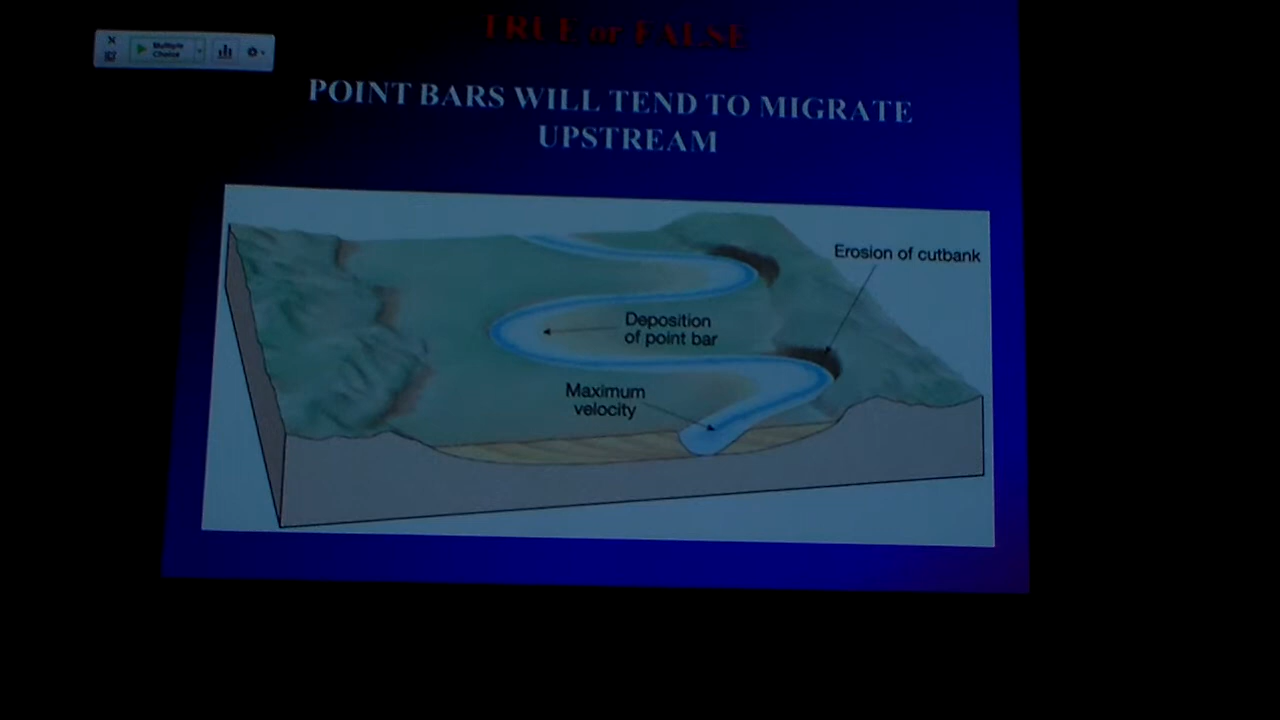 TRUE or FALSE
Multiple
Choice
POINT BARS WILL TEND TO MIGRATE
UPSTREAM
Erosion of cutbank
Deposition
of point bar
Maximum
velocity